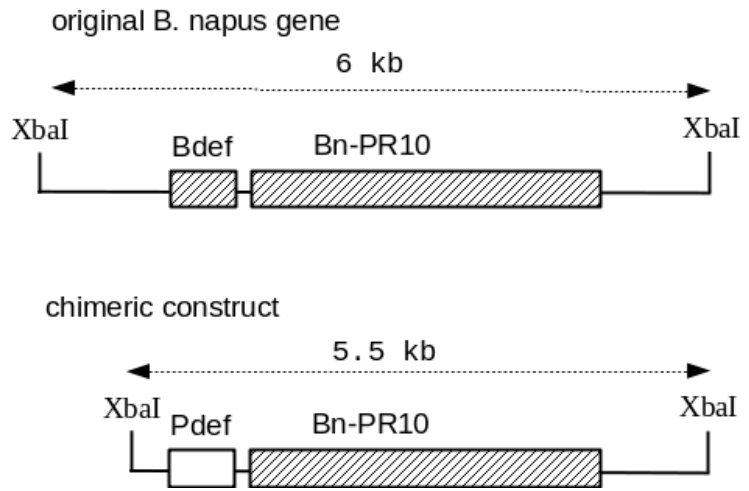 original B. napus gene
6 kb
XbaI XbaI
Bdef Bn-PR10
chimeric construct
5.5 kb
XbaI XbaI
Pdef Bn-PR10